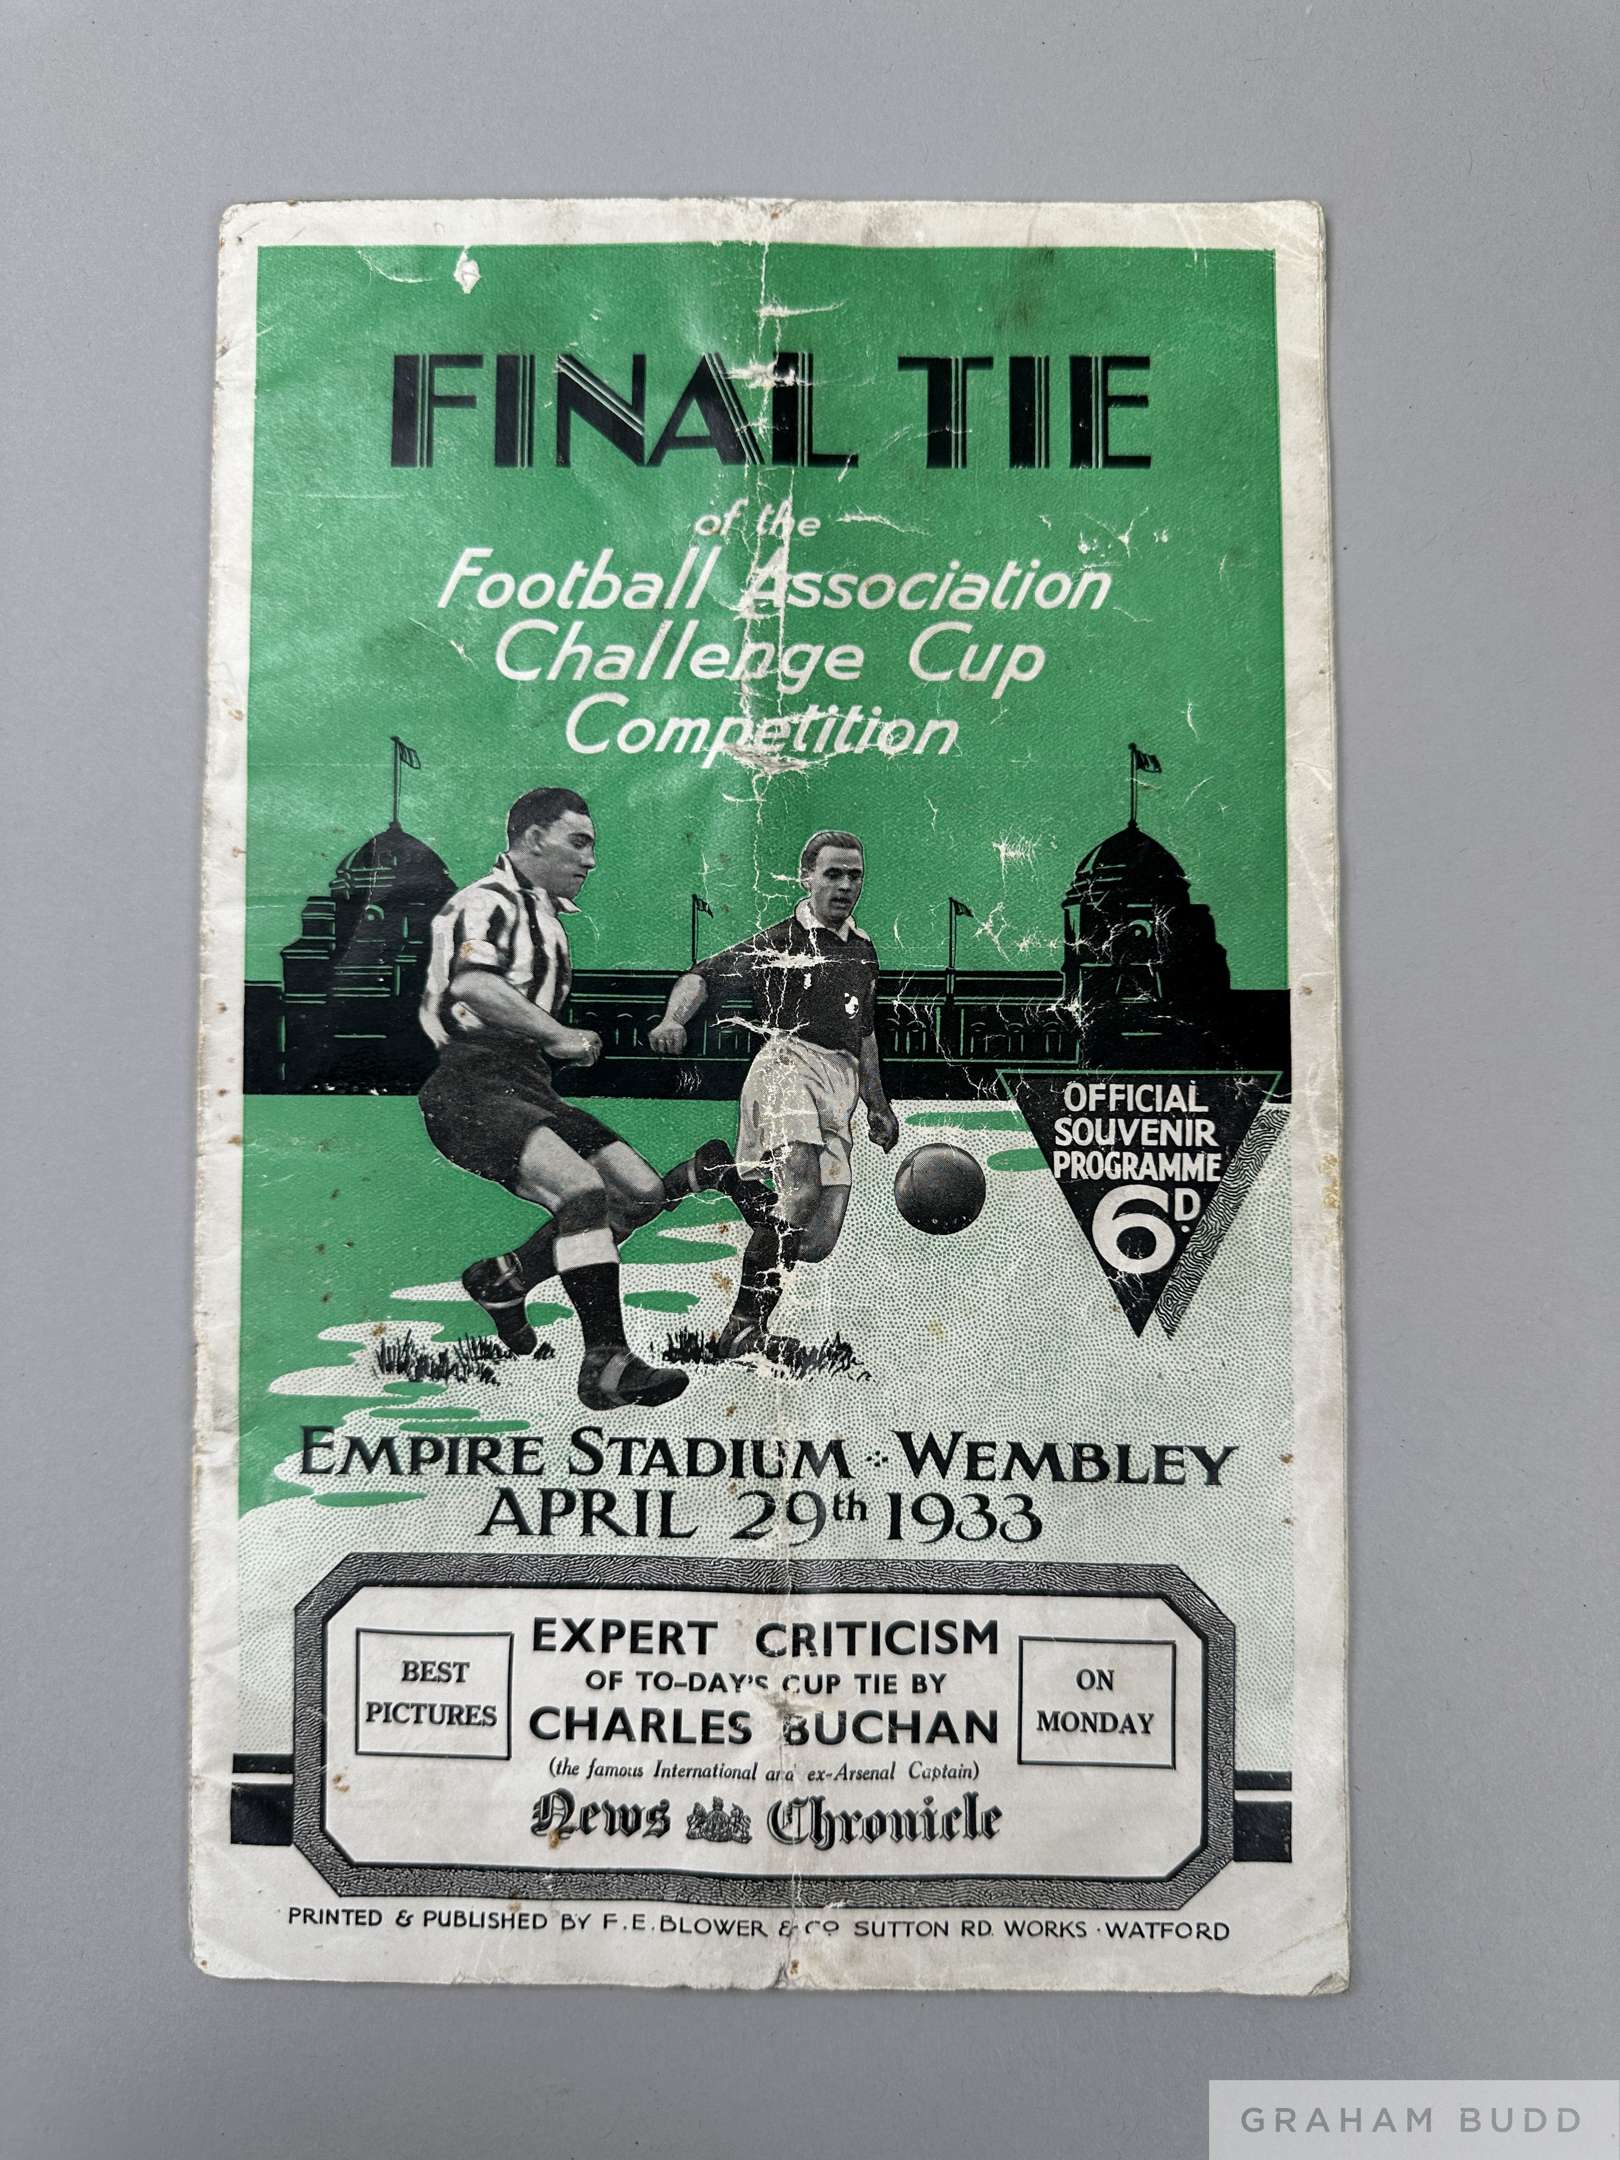 FINAL TIE
of the
Football Association
Challenge Cup
Competition
OFFICIAL
SOUVENIR
PROGRAMME
6D.
EMPIRE STADIUM WEMBLEY
APRIL 29th 1933
BEST
PICTURES
EXPERT CRITICISM
OF TO-DAY'S CUP TIE BY
CHARLES BUCHAN
(the famous International and ex-Arsenal Captain)
News Chronicle
ON
MONDAY
PRINTED & PUBLISHED BY F.E. BLOWER & CO SUTTON RD. WORKS · WATFORD
GRAHAM BUDD